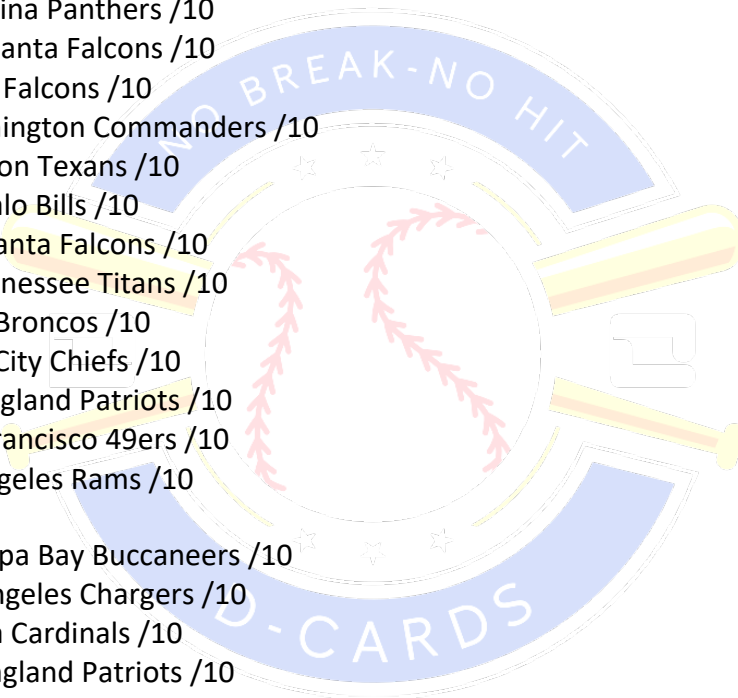 ina Panthers /10
anta Falcons /10
Falcons /10
ington Commanders /10
on Texans /10
lo Bills /10
anta Falcons /10
nessee Titans /10
Broncos /10
City Chiefs /10
gland Patriots /10
rancisco 49ers /10
geles Rams /10
pa Bay Buccaneers /10
ngeles Chargers /10
Cardinals /10
ngland Patriots /10
NO BREAK-NO HIT
D-CARDS